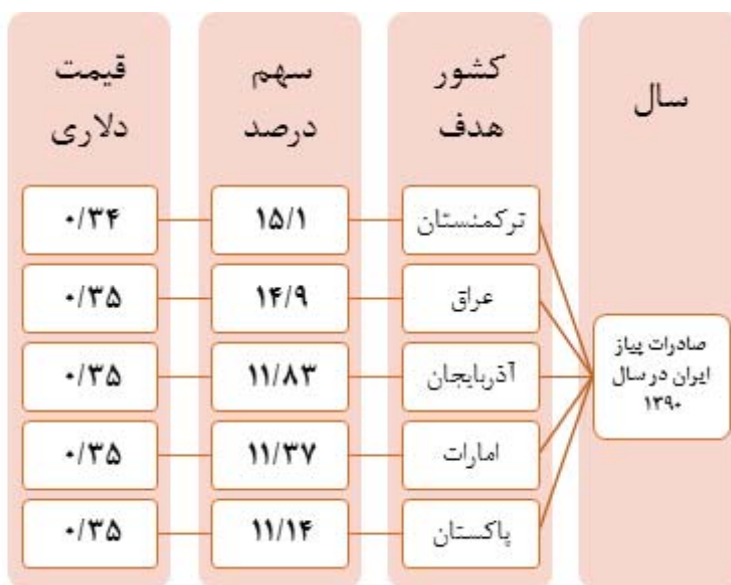 سال
کشور
هدف
سهم
درصد
قیمت
دلاری
صادرات پیاز
ایران در سال
۱۳۹۰
ترکمنستان
۱۵/۱
۰/۳۴
عراق
۱۴/۹
۰/۳۵
آذربایجان
۱۱/۸۳
۰/۳۵
امارات
۱۱/۳۷
۰/۳۵
پاکستان
۱۱/۱۴
۰/۳۵